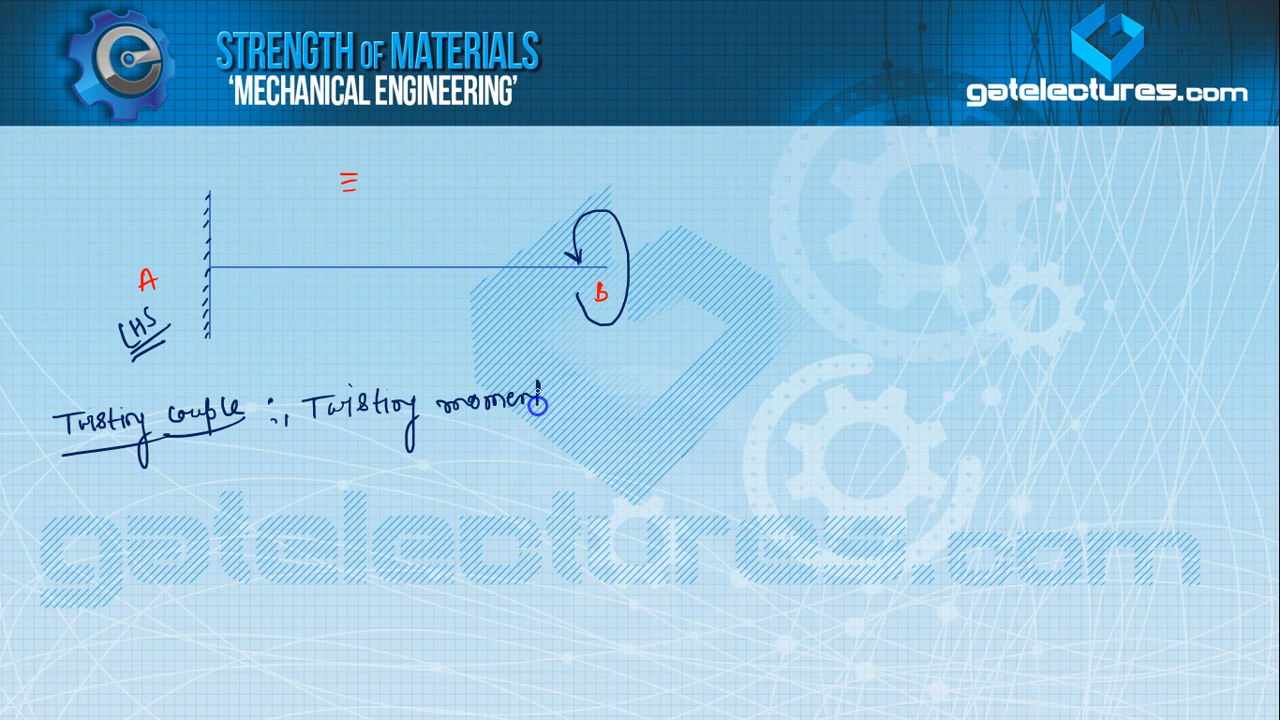 STRENGTH OF MATERIALS
'MECHANICAL ENGINEERING'
gatelectures.com
A
LHS
B
Twisting couple :, Twisting moment
gatelectures.com